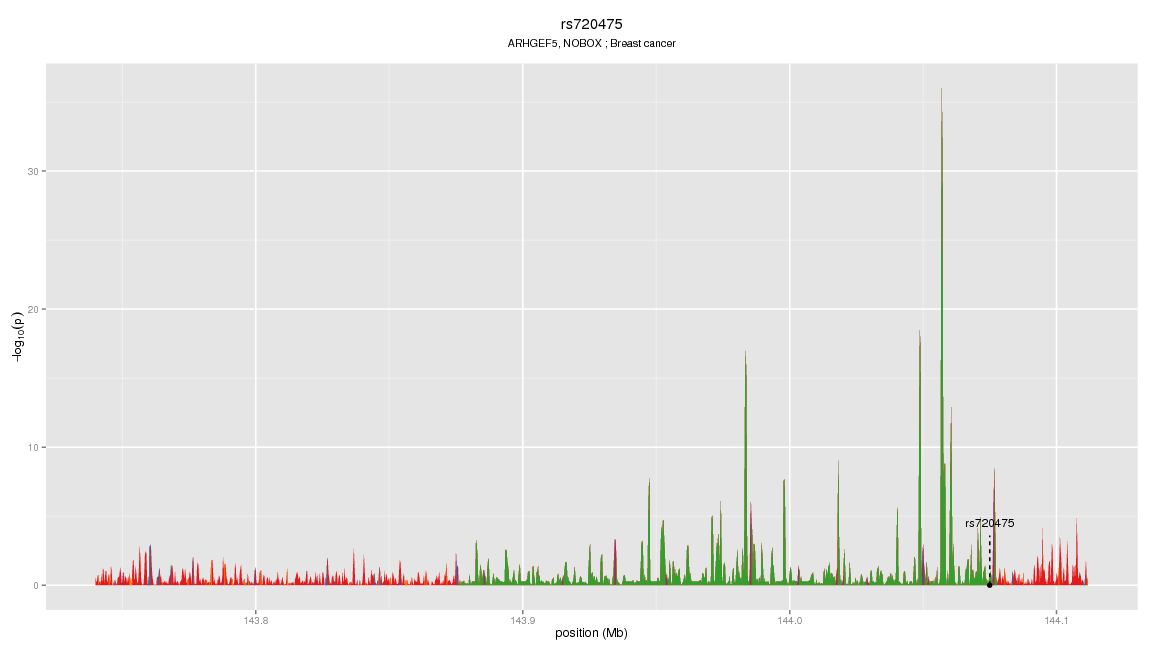 rs720475
ARHGEF5, NOBOX ; Breast cancer
30
20
10
0
−log10(p)
rs720475
143.8 143.9 144.0 144.1
position (Mb)